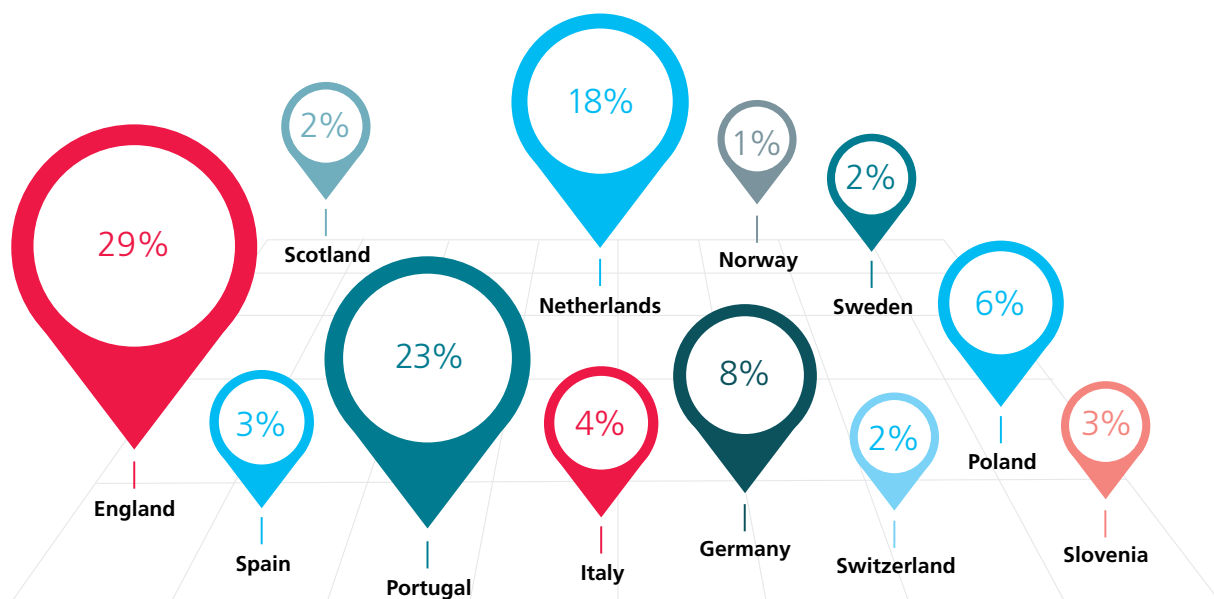 29%
England
2%
Scotland
3%
Spain
23%
Portugal
18%
Netherlands
4%
Italy
1%
Norway
8%
Germany
2%
Sweden
2%
Switzerland
6%
Poland
3%
Slovenia